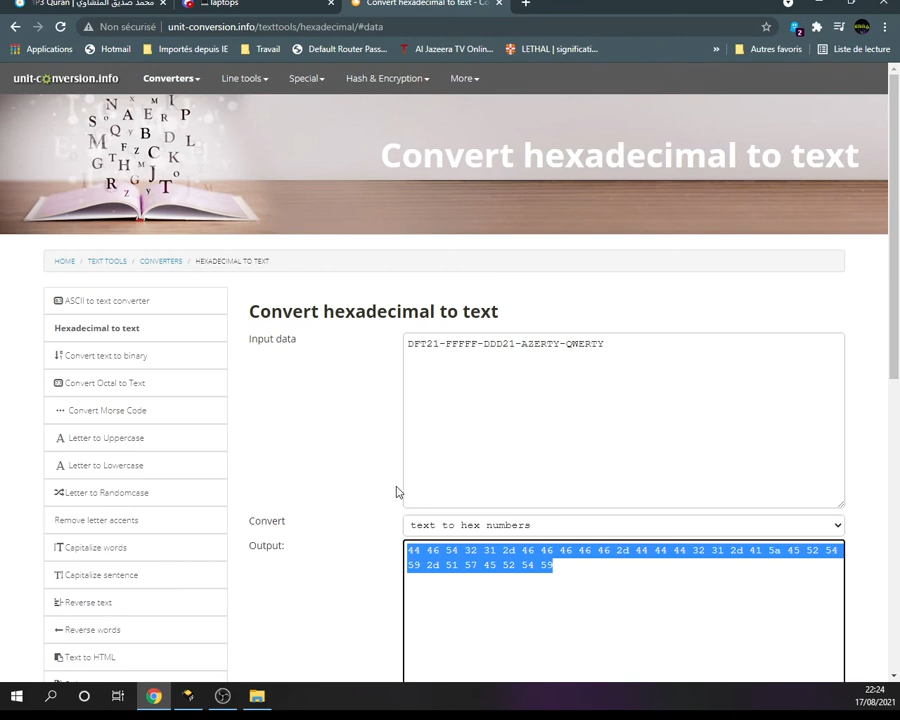 P3 Quran | محمد صديق المنشاوي
laptops
Convert hexadecimal to text - Co
Non sécurisé | unit-conversion.info/texttools/hexadecimal/#data
Applications Hotmail Importés depuis IE Travail Default Router Pass... Al Jazeera TV Onlin... LETHAL | significati... » Autres favoris Liste de lecture
unit-conversion.info Converters Line tools Special Hash & Encryption More
Convert hexadecimal to text
HOME / TEXT TOOLS / CONVERTERS / HEXADECIMAL TO TEXT
ASCII to text converter
Hexadecimal to text
Convert text to binary
Convert Octal to Text
Convert Morse Code
Letter to Uppercase
Letter to Lowercase
Letter to Randomcase
Remove letter accents
Capitalize words
Capitalize sentence
Reverse text
Reverse words
Text to HTML
Convert hexadecimal to text
Input data
DFT21-FFFFF-DDD21-AZERTY-QWERTY
Convert
text to hex numbers
Output:
44 46 54 32 31 2d 46 46 46 46 46 2d 44 44 44 32 31 2d 41 5a 45 52 54
59 2d 51 57 45 52 54 59
22:24
17/08/2021